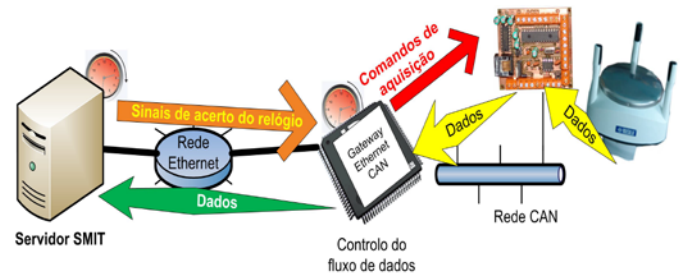 Comandos de
aquisição
Sinais de acerto do relógio
Rede
Ethernet
Gateway
Ethernet
CAN
Dados
Dados
Dados
Rede CAN
Servidor SMIT
Controlo do
fluxo de dados